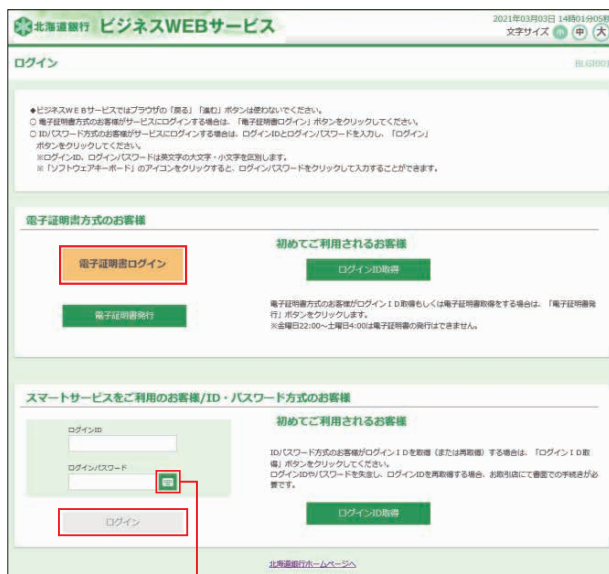 北海道銀行 ビジネスWEBサービス
2021年03月03日 14時01分05秒
文字サイズ 小 中 大
ログイン
BLGI001
◆ビジネスWEBサービスではブラウザの「戻る」「進む」ボタンは使わないでください。
○ 電子証明書方式のお客様がサービスにログインする場合は、「電子証明書ログイン」ボタンをクリックしてください。
○ ID/パスワード方式のお客様がサービスにログインする場合は、ログインIDとログインパスワードを入力し、「ログイン」
ボタンをクリックしてください。
※ログインID、ログインパスワードは英文字の大文字・小文字を区別します。
※「ソフトウェアキーボード」のアイコンをクリックすると、ログインパスワードをクリックして入力することができます。
電子証明書方式のお客様
電子証明書ログイン
電子証明書発行
初めてご利用されるお客様
ログインID取得
電子証明書方式のお客様がログインID取得もしくは電子証明書取得をする場合は、「電子証明書発
行」ボタンをクリックします。
※金曜日22:00～土曜日4:00は電子証明書の発行はできません。
スマートサービスをご利用のお客様/ID・パスワード方式のお客様
ログインID
ログインパスワード
ログイン
初めてご利用されるお客様
ID/パスワード方式のお客様がログインIDを取得（または再取得）する場合は、「ログインID取
得」ボタンをクリックしてください。
ログインIDやパスワードを失念し、ログインIDを再取得する場合、お取引店にて書面での手続きが必
要です。
ログインID取得
北海道銀行ホームページへ